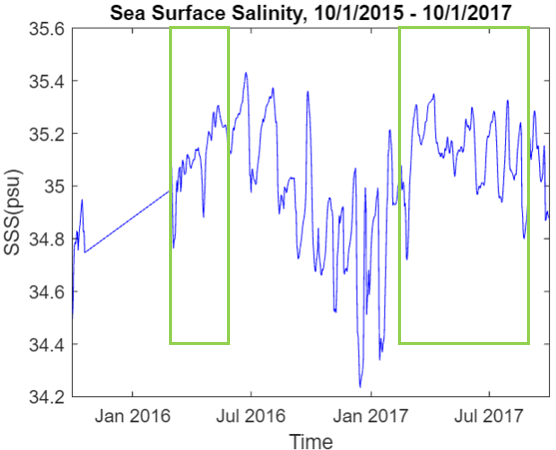 Sea Surface Salinity, 10/1/2015 - 10/1/2017
35.6
35.4
35.2
35
34.8
34.6
34.4
34.2
SSS(psu)
Jan 2016 Jul 2016 Jan 2017 Jul 2017
Time